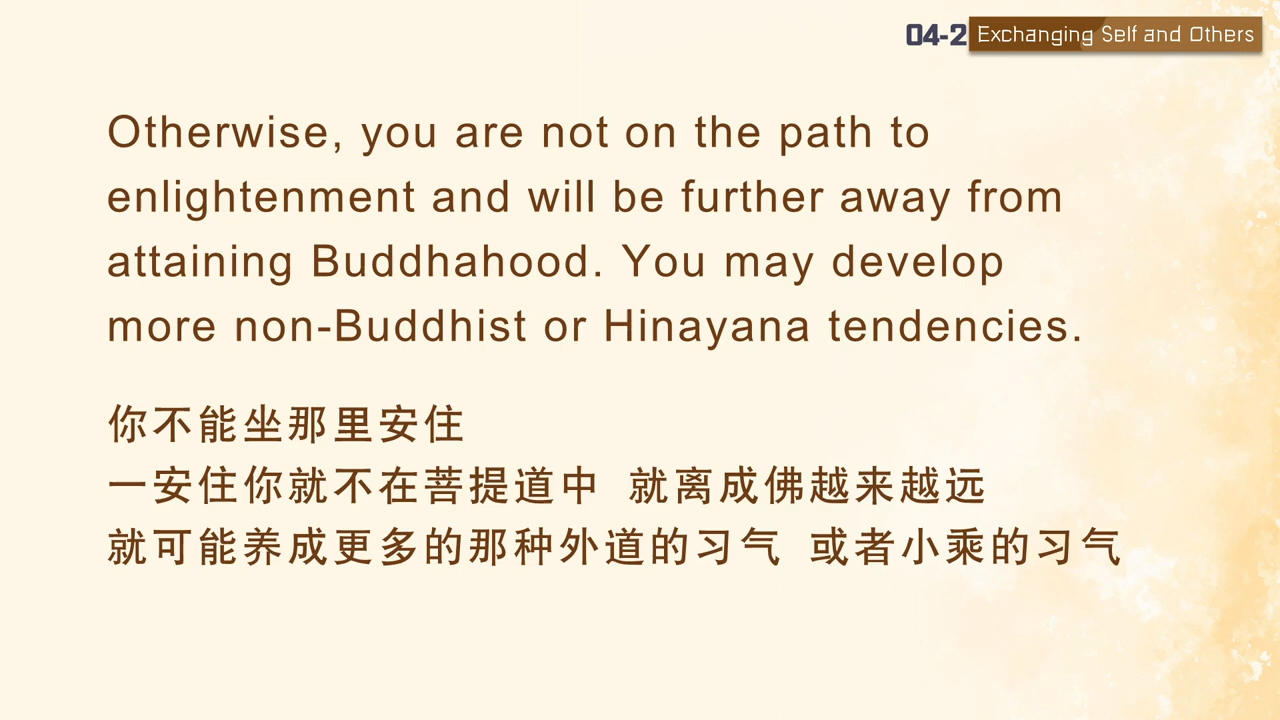 04-2 Exchanging Self and Others
Otherwise, you are not on the path to
enlightenment and will be further away from
attaining Buddhahood. You may develop
more non-Buddhist or Hinayana tendencies.
你不能坐那里安住
一安住你就不在菩提道中 就离成佛越来越远
就可能养成更多的那种外道的习气 或者小乘的习气